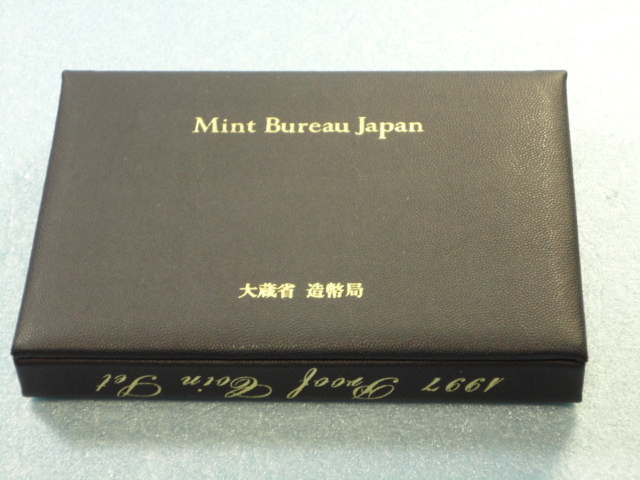 Mint Bureau Japan
大蔵省 造幣局
1997 Proof Coin Set